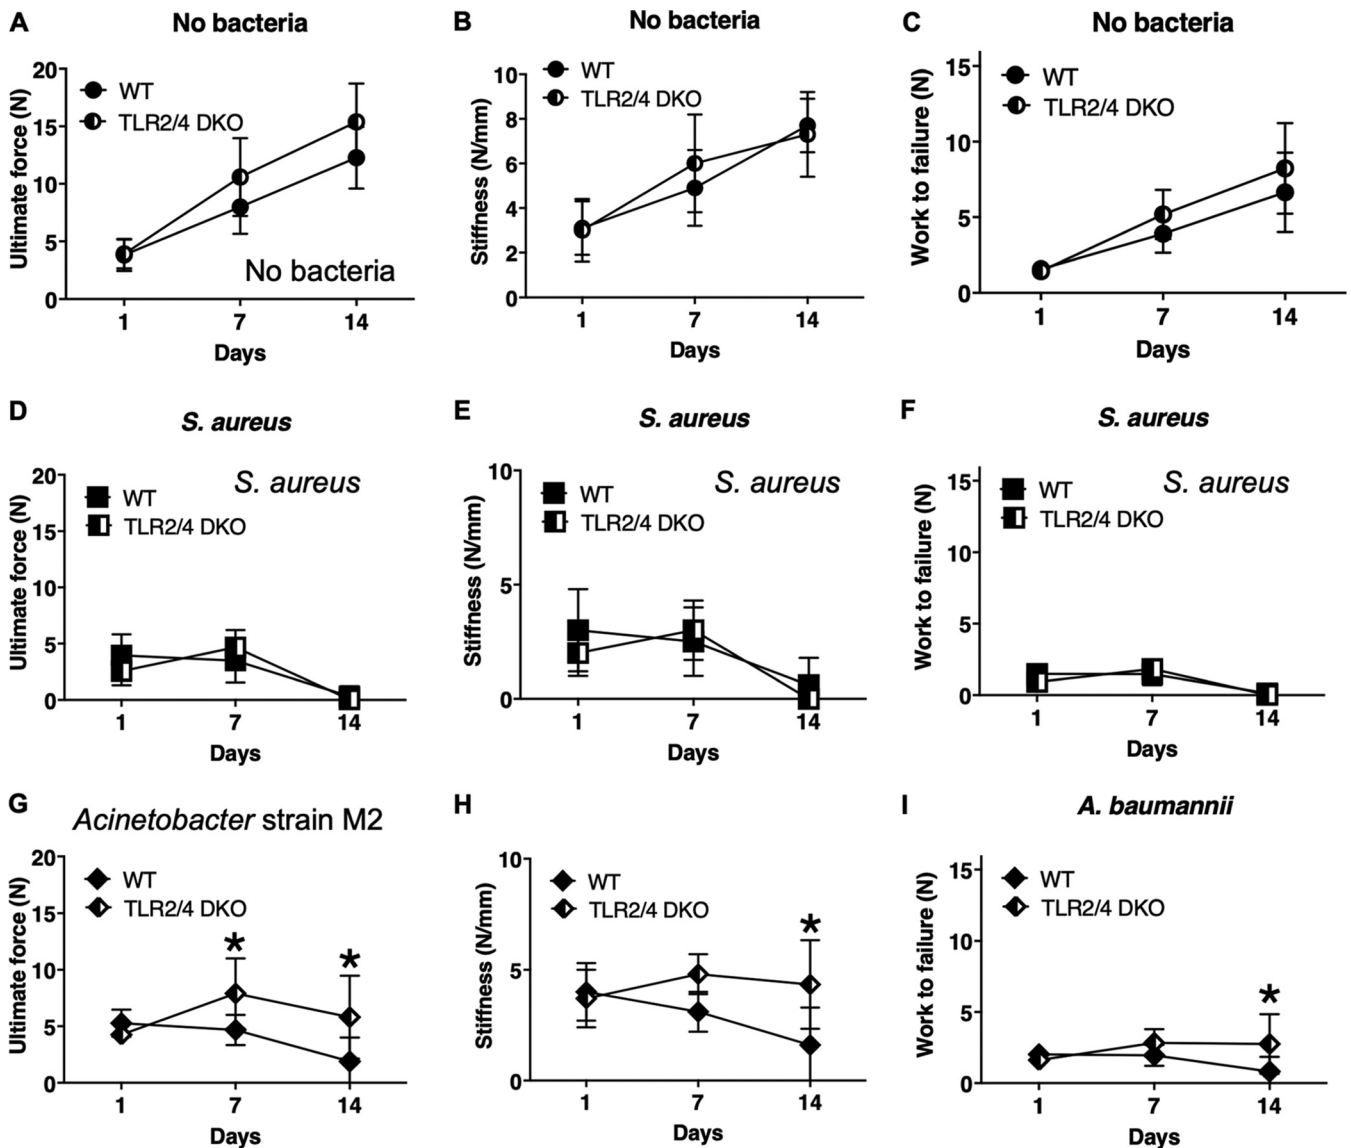 A
No bacteria
Ultimate force (N)
20
15
10
5
0
WT
TLR2/4 DKO
No bacteria
1 7 14
Days
B
No bacteria
Stiffness (N/mm)
10
8
6
4
2
0
WT
TLR2/4 DKO
1 7 14
Days
C
No bacteria
Work to failure (N)
15
10
5
0
WT
TLR2/4 DKO
1 7 14
Days
D
S. aureus
Ultimate force (N)
20
15
10
5
0
WT
TLR2/4 DKO
S. aureus
1 7 14
Days
E
S. aureus
Stiffness (N/mm)
10
5
0
WT
TLR2/4 DKO
S. aureus
1 7 14
Days
F
S. aureus
Work to failure (N)
15
10
5
0
WT
TLR2/4 DKO
S. aureus
1 7 14
Days
G
Acinetobacter strain M2
Ultimate force (N)
20
15
10
5
0
WT
TLR2/4 DKO
*
*
1 7 14
Days
H
Stiffness (N/mm)
10
5
0
WT
TLR2/4 DKO
*
1 7 14
Days
I
A. baumannii
Work to failure (N)
15
10
5
0
WT
TLR2/4 DKO
*
1 7 14
Days